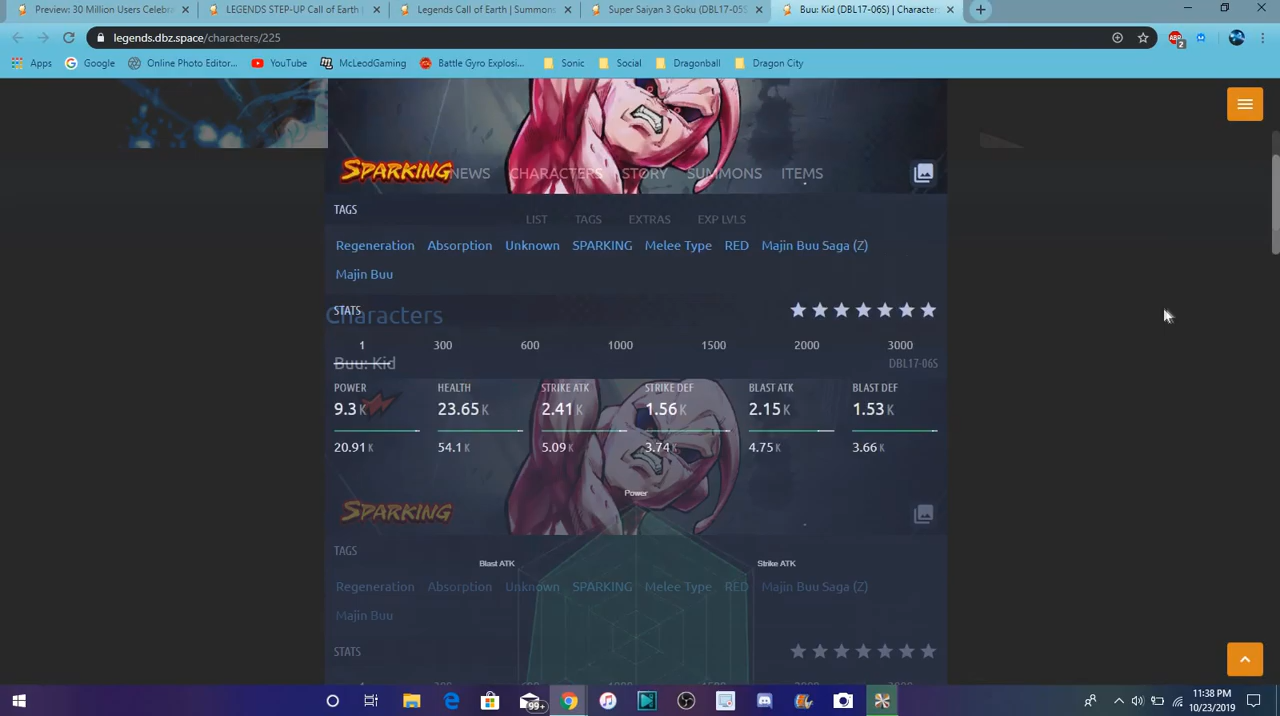 Preview: 30 Million Users Celebra
LEGENDS STEP-UP Call of Earth |
Legends Call of Earth | Summons
Super Saiyan 3 Goku (DBL17-05S
Buu: Kid (DBL17-06S) | Character
legends.dbz.space/characters/225
2
Apps Google Online Photo Editor... YouTube McLeodGaming Battle Gyro Explosi... Sonic Social Dragonball Dragon City
SPARKING
NEWS CHARACTERS STORY SUMMONS ITEMS
TAGS
LIST TAGS EXTRAS EXP LVLS
Regeneration Absorption Unknown SPARKING Melee Type RED Majin Buu Saga (Z)
Majin Buu
STATS
Characters
1 300 600 1000 1500 2000 3000
Buu: Kid DBL17-06S
POWER HEALTH STRIKE ATK STRIKE DEF BLAST ATK BLAST DEF
9.3 K 23.65 K 2.41 K 1.56 K 2.15 K 1.53 K
20.91 K 54.1 K 5.09 K 3.74 K 4.75 K 3.66 K
Power
SPARKING
TAGS
Blast ATK Strike ATK
Regeneration Absorption Unknown SPARKING Melee Type RED Majin Buu Saga (Z)
Majin Buu
STATS
99+
11:38 PM
10/23/2019